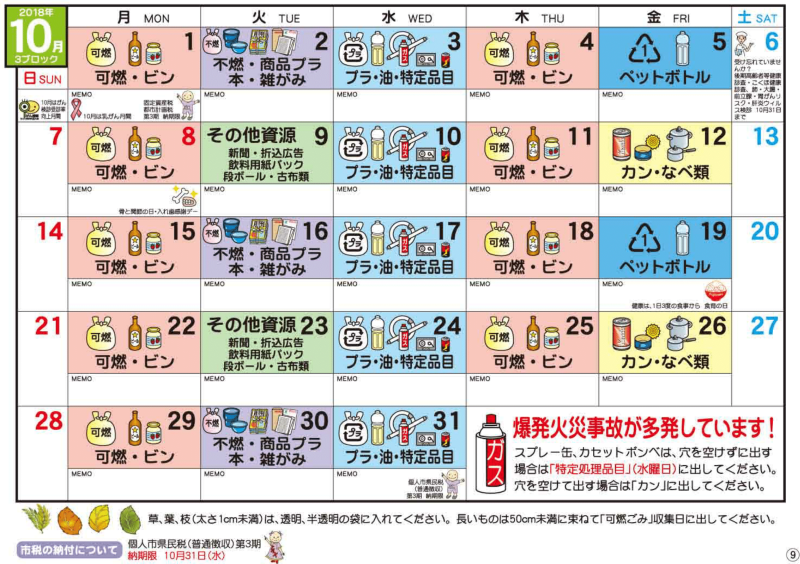 2018年
10月
3ブロック
月 MON
火 TUE
水 WED
木 THU
金 FRI
土 SAT
日 SUN
可燃
1
可燃・ビン
MEMO
10月はがん
検診受診率
向上月間
10月は乳がん月間
固定資産税
都市計画税
第3期 納期限
不燃
2
不燃・商品プラ
本・雑がみ
MEMO
プラ
3
プラ・油・特定品目
MEMO
可燃
4
可燃・ビン
MEMO
1
5
ペットボトル
MEMO
6
受け忘れていませ
んか？
後期高齢者等健康
診査・こくほ健康
診査、肺・大腸・
前立腺・胃がんリ
スク・肝炎ウイル
ス検診 10月31日
まで
7
可燃
8
可燃・ビン
MEMO
骨と関節の日・入れ歯感謝デー
その他資源 9
新聞・折込広告
飲料用紙パック
段ボール・古布類
MEMO
プラ
ガス
10
プラ・油・特定品目
MEMO
可燃
11
可燃・ビン
MEMO
12
カン・なべ類
MEMO
13
14
可燃
15
可燃・ビン
MEMO
不燃
16
不燃・商品プラ
本・雑がみ
MEMO
プラ
ガス
17
プラ・油・特定品目
MEMO
可燃
18
可燃・ビン
MEMO
1
19
ペットボトル
MEMO
健康は、1日3度の食事から 食育の日
20
21
可燃
22
可燃・ビン
MEMO
その他資源 23
新聞・折込広告
飲料用紙パック
段ボール・古布類
MEMO
プラ
ガス
24
プラ・油・特定品目
MEMO
可燃
25
可燃・ビン
MEMO
26
カン・なべ類
MEMO
27
28
可燃
29
可燃・ビン
MEMO
不燃
30
不燃・商品プラ
本・雑がみ
MEMO
プラ
ガス
31
プラ・油・特定品目
MEMO
個人市県民税
(普通徴収)
第3期 納期限
ガス
爆発火災事故が多発しています!
スプレー缶、カセットボンベは、穴を空けずに出す
場合は「特定処理品目」(水曜日)に出してください。
穴を空けて出す場合は「カン」に出してください。
草、葉、枝(太さ1cm未満)は、透明、半透明の袋に入れてください。長いものは50cm未満に束ねて「可燃ごみ」収集日に出してください。
市税の納付について
個人市県民税(普通徴収)第3期
納期限 10月31日(水)
9